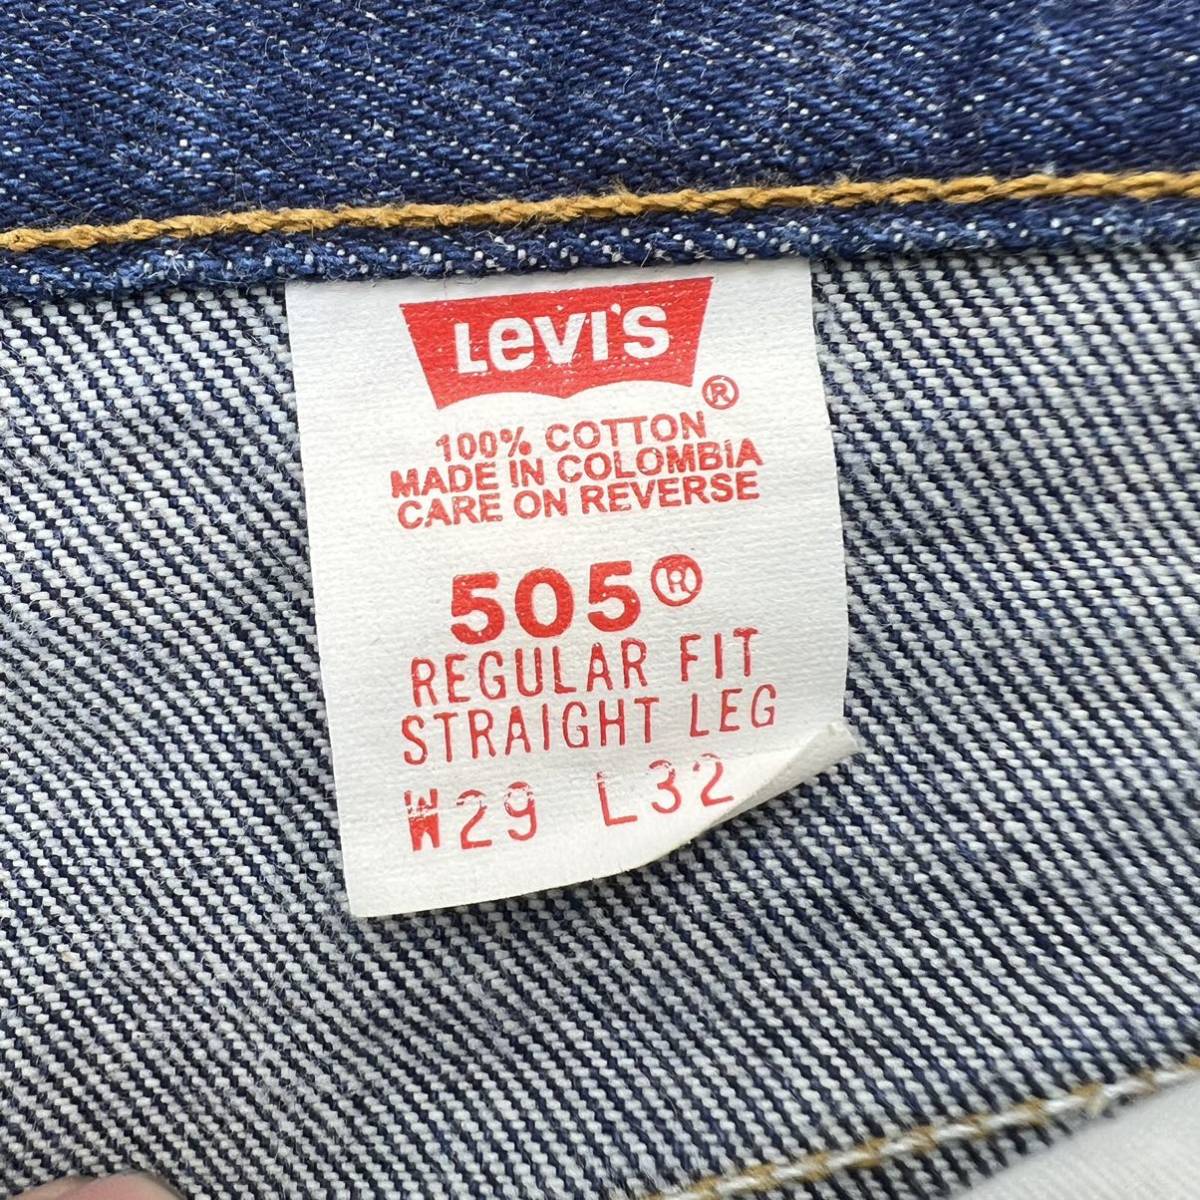 LEVI'S
®
100% COTTON
MADE IN COLOMBIA
CARE ON REVERSE
505®
REGULAR FIT
STRAIGHT LEG
W29 L32